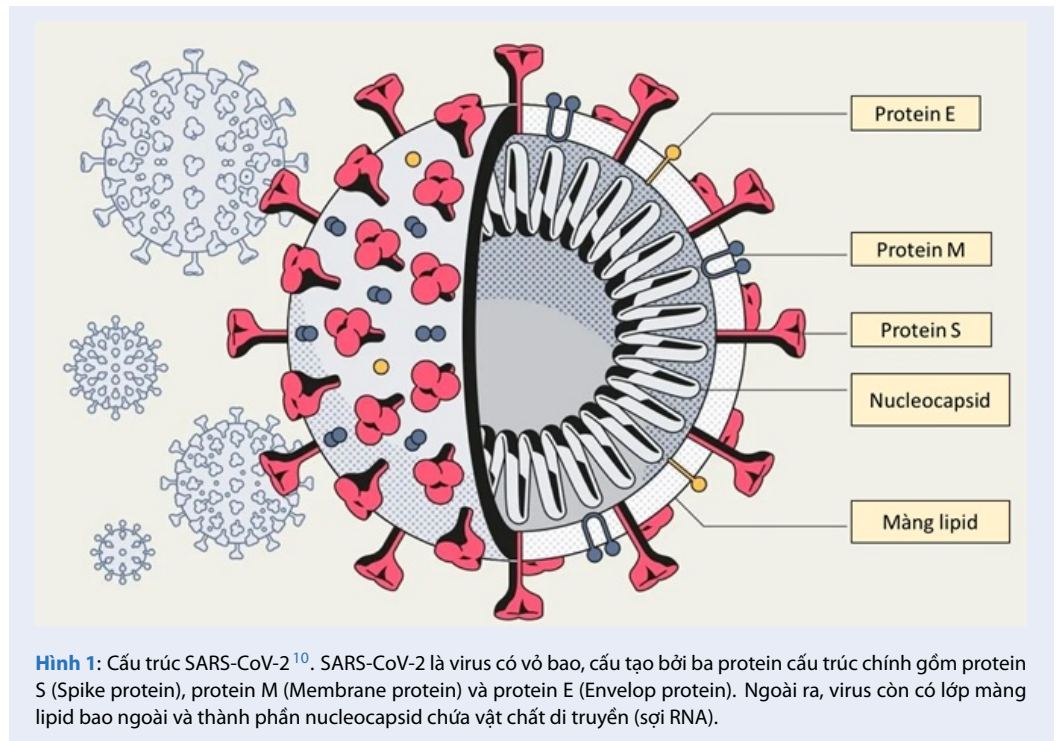 Protein E
Protein M
Protein S
Nucleocapsid
Màng lipid
Hình 1: Cấu trúc SARS-CoV-2 10. SARS-CoV-2 là virus có vỏ bao, cấu tạo bởi ba protein cấu trúc chính gồm protein
S (Spike protein), protein M (Membrane protein) và protein E (Envelop protein). Ngoài ra, virus còn có lớp màng
lipid bao ngoài và thành phần nucleocapsid chứa vật chất di truyền (sợi RNA).